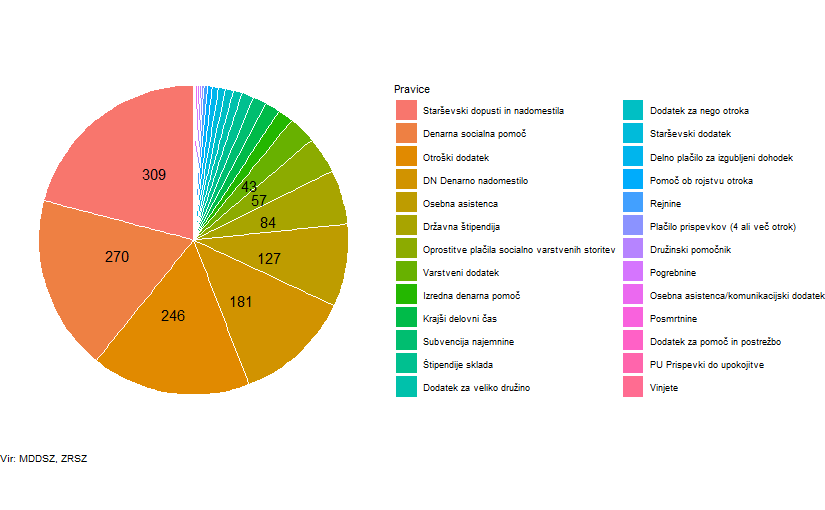 Pravice
Starševski dopusti in nadomestila
Denarna socialna pomoč
Otroški dodatek
DN Denarno nadomestilo
Osebna asistenca
Državna štipendija
Oprostitve plačila socialno varstvenih storitev
Varstveni dodatek
Izredna denarna pomoč
Krajši delovni čas
Subvencija najemnine
Štipendije sklada
Dodatek za veliko družino
Dodatek za nego otroka
Starševski dodatek
Delno plačilo za izgubljeni dohodek
Pomoč ob rojstvu otroka
Rejnine
Plačilo prispevkov (4 ali več otrok)
Družinski pomočnik
Pogrebnine
Osebna asistenca/komunikacijski dodatek
Posmrtnine
Dodatek za pomoč in postrežbo
PU Prispevki do upokojitve
Vinjete
309
270
246
181
127
84
57
43
Vir: MDDSZ, ZRSZ